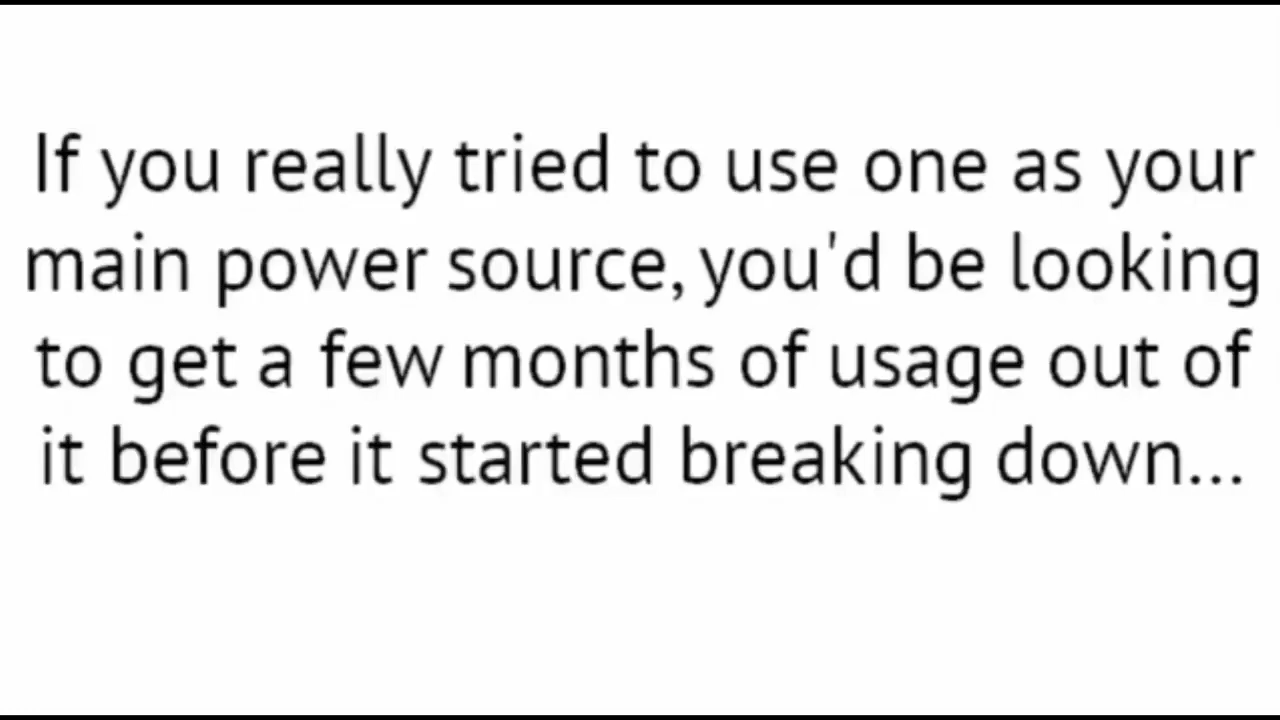 If you really tried to use one as your
main power source, you'd be looking
to get a few months of usage out of
it before it started breaking down...